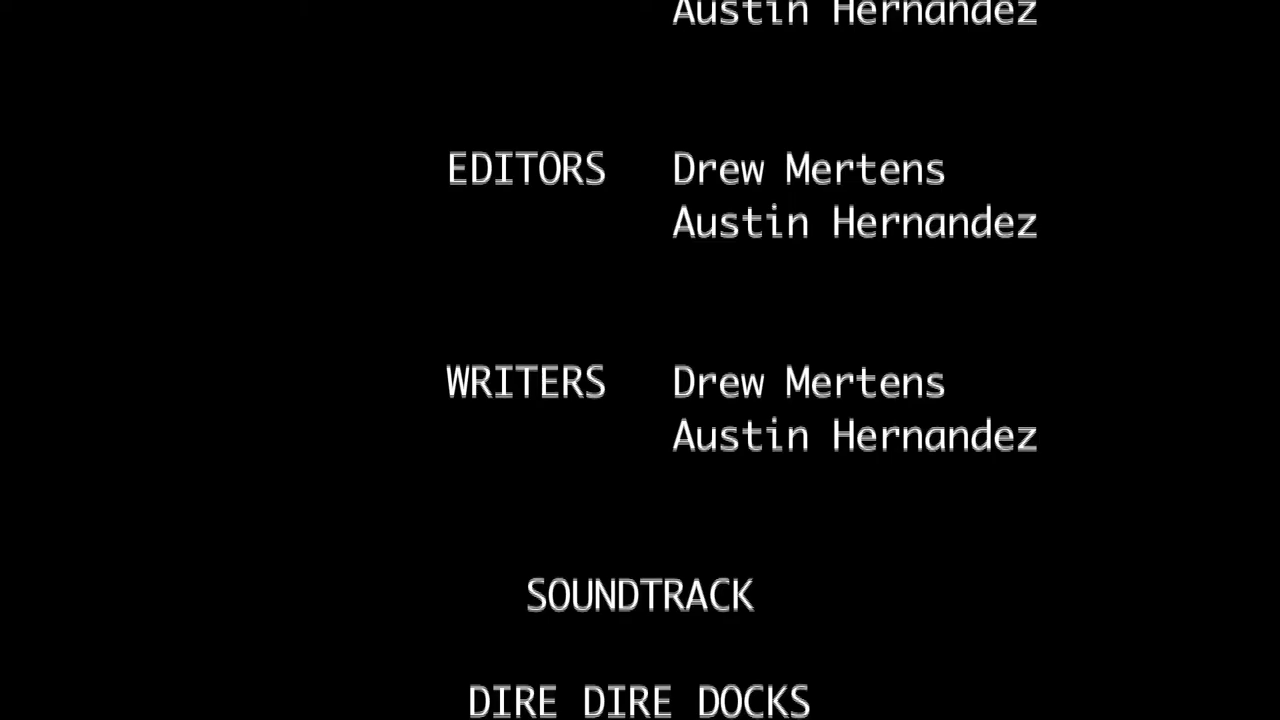 Austin Hernandez
EDITORS Drew Mertens
Austin Hernandez
WRITERS Drew Mertens
Austin Hernandez
SOUNDTRACK
DIRE DIRE DOCKS